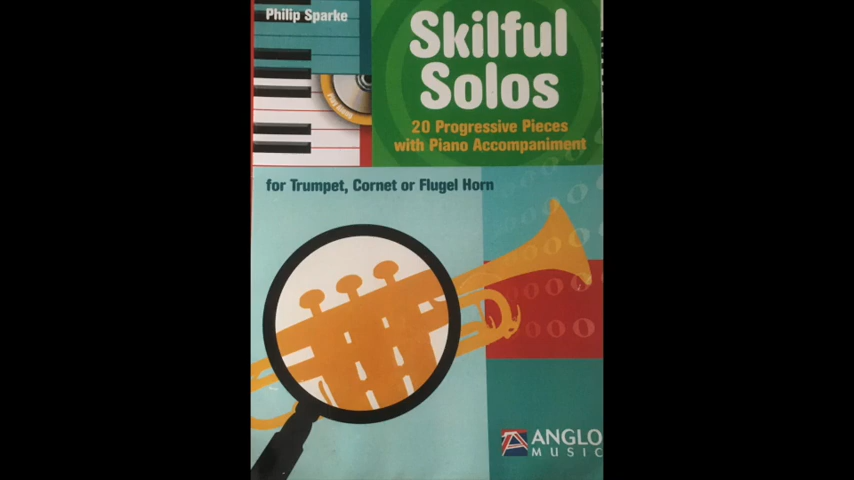 Philip Sparke
Skilful
Solos
20 Progressive Pieces
with Piano Accompaniment
for Trumpet, Cornet or Flugel Horn
ANGLO
MUSIC